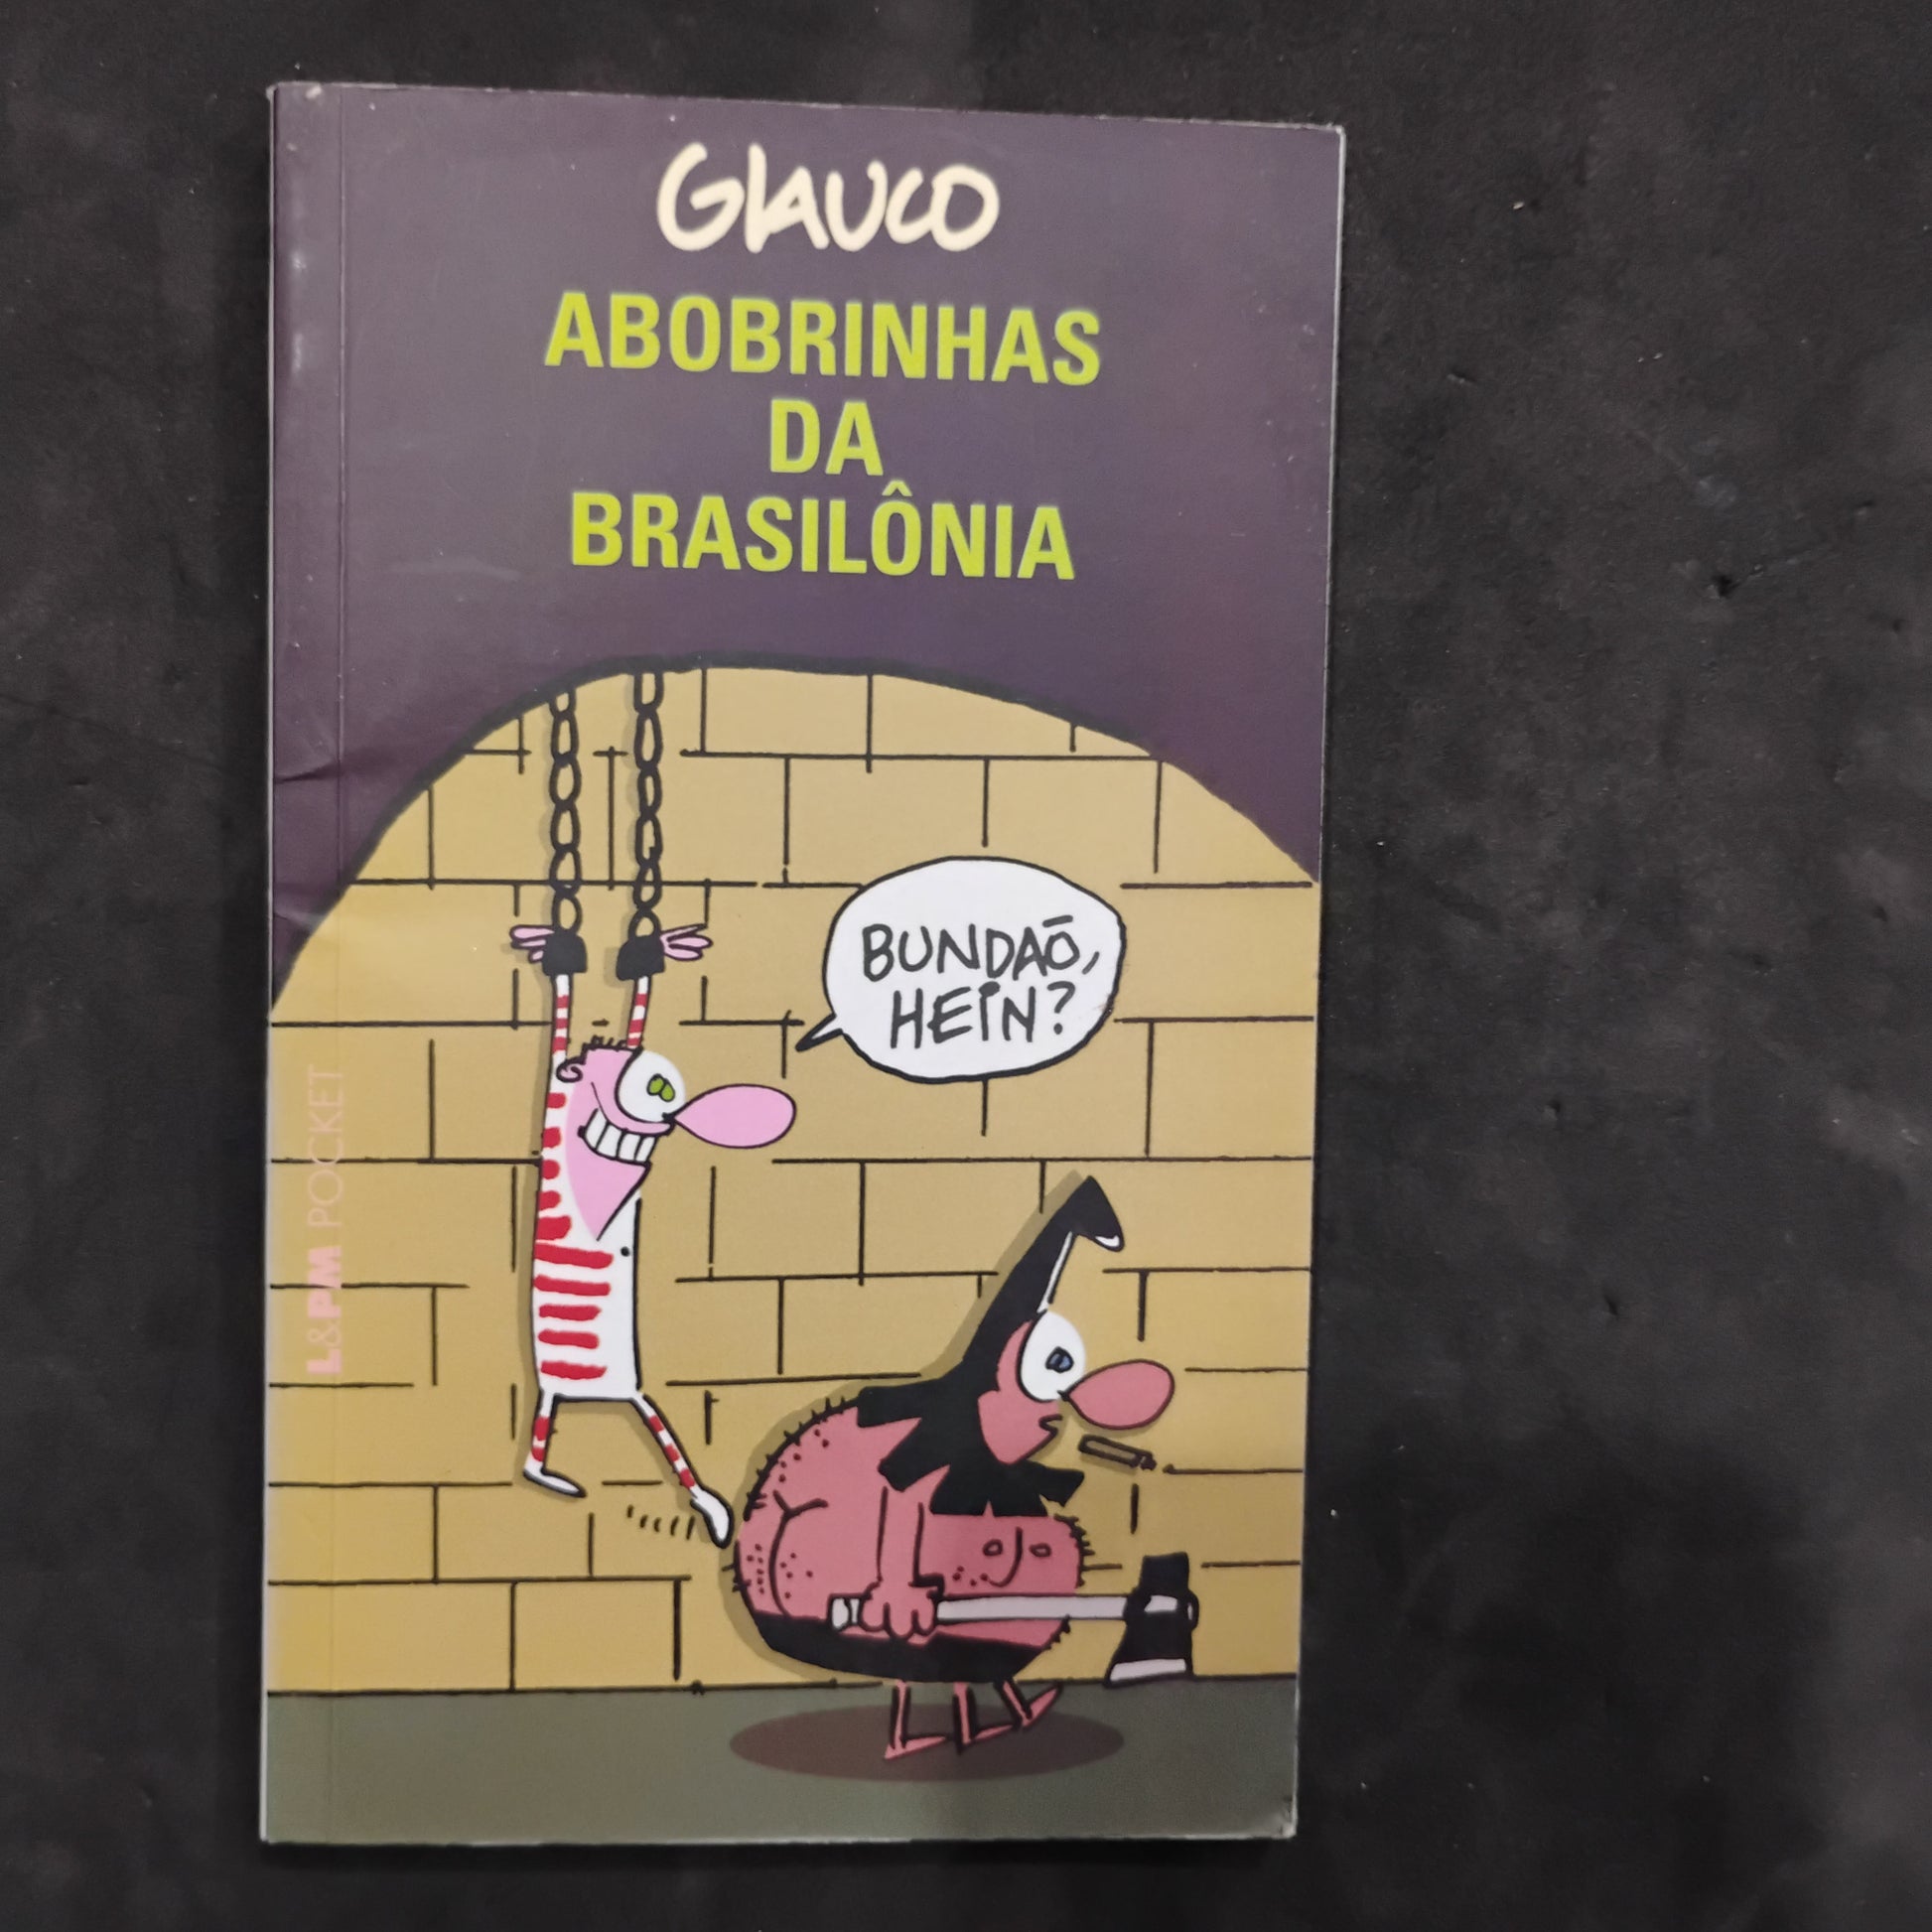 GLAUCO
ABOBRINHAS
DA
BRASILÔNIA
BUNDÃO,
HEIN?
L&PM POCKET